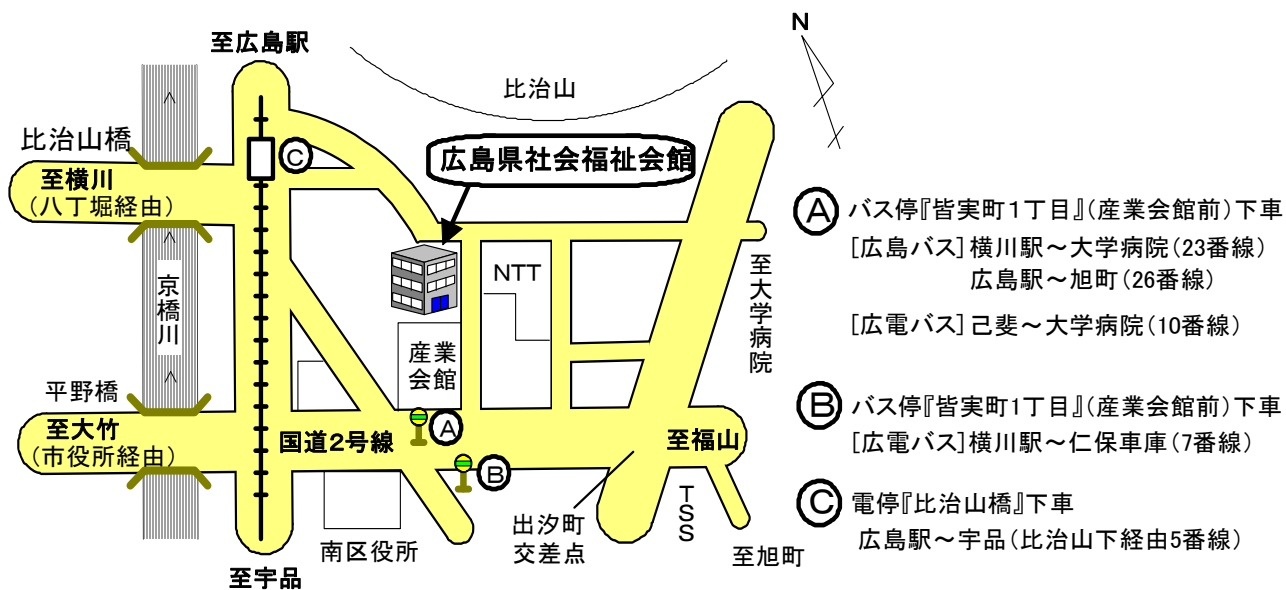 至広島駅
N
比治山
比治山橋
C
広島県社会福祉会館
至横川
(八丁堀経由)
京橋川
NTT
至大学病院
産業
会館
平野橋
至大竹
(市役所経由)
国道2号線
A
B
至福山
南区役所
出汐町
交差点
TSS
至旭町
至宇品
A バス停『皆実町1丁目』(産業会館前)下車
[広島バス]横川駅~大学病院(23番線)
広島駅~旭町(26番線)
[広電バス]己斐~大学病院(10番線)
B バス停『皆実町1丁目』(産業会館前)下車
[広電バス]横川駅~仁保車庫(7番線)
C 電停『比治山橋』下車
広島駅~宇品(比治山下経由5番線)